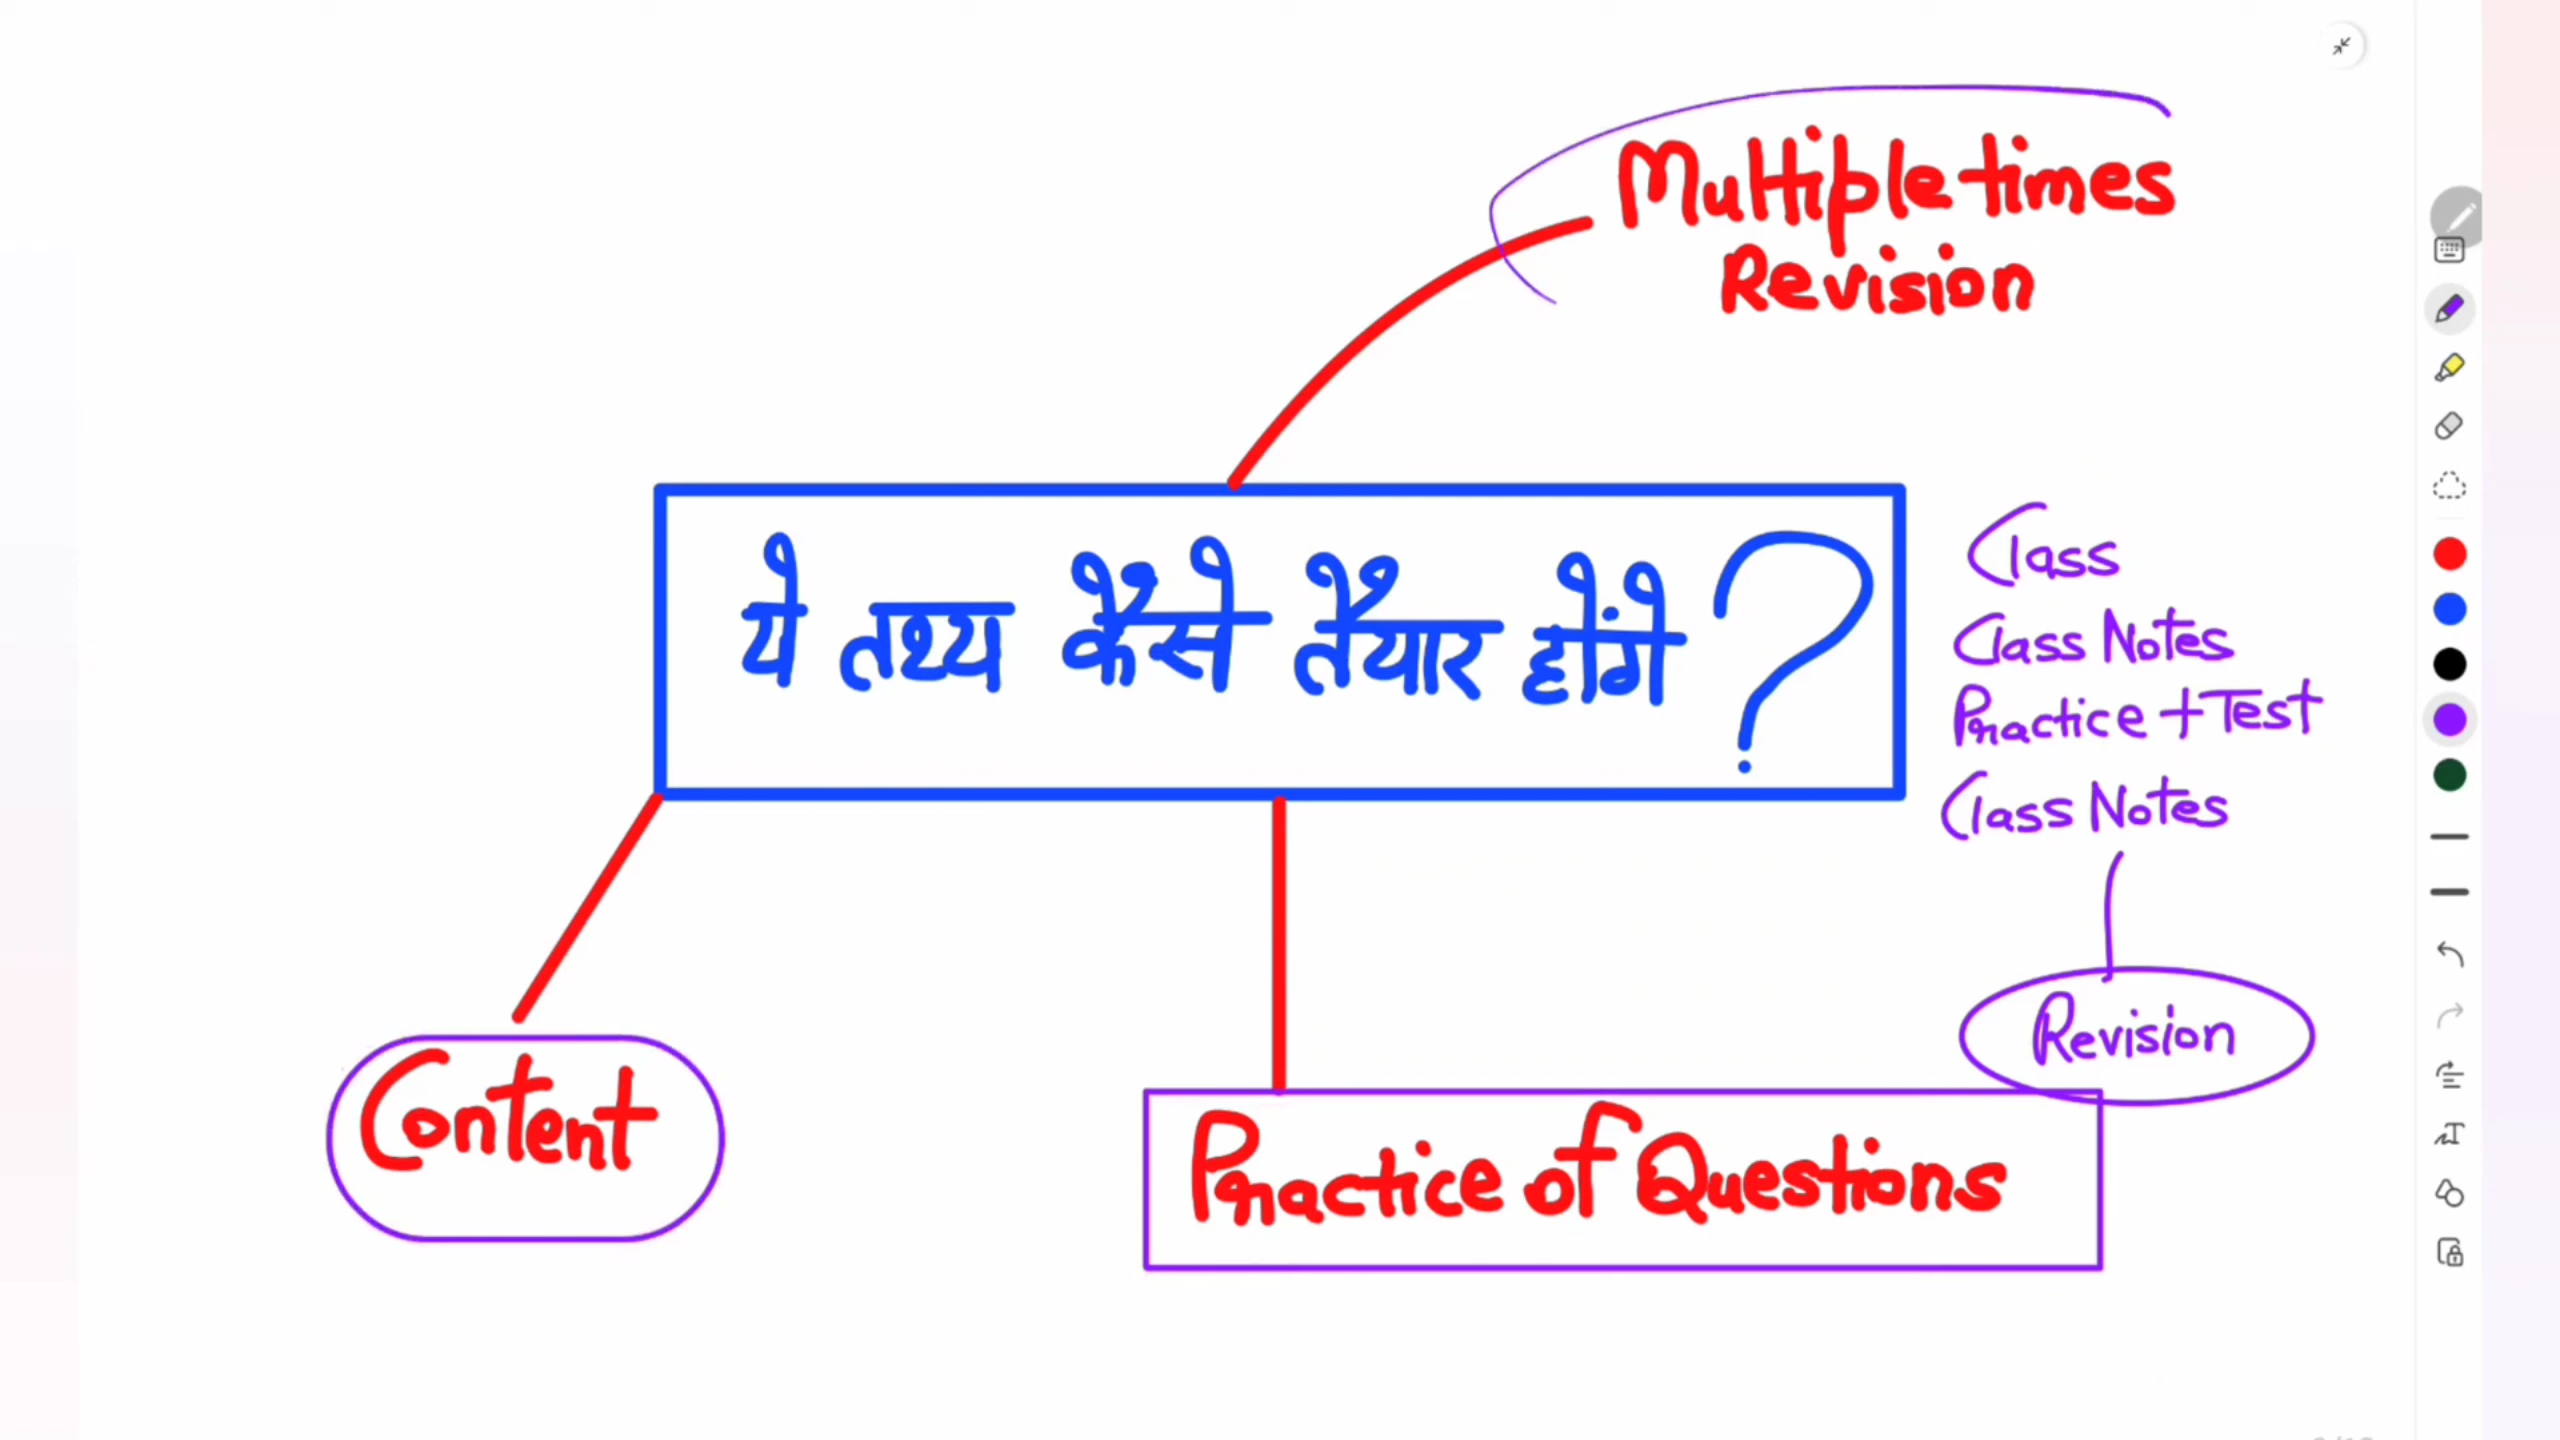 Multiple times
Revision
ये तथ्य कैसे तैयार होंगे ?
Class
Class Notes
Practice + Test
Class Notes
Revision
Content
Practice of Questions